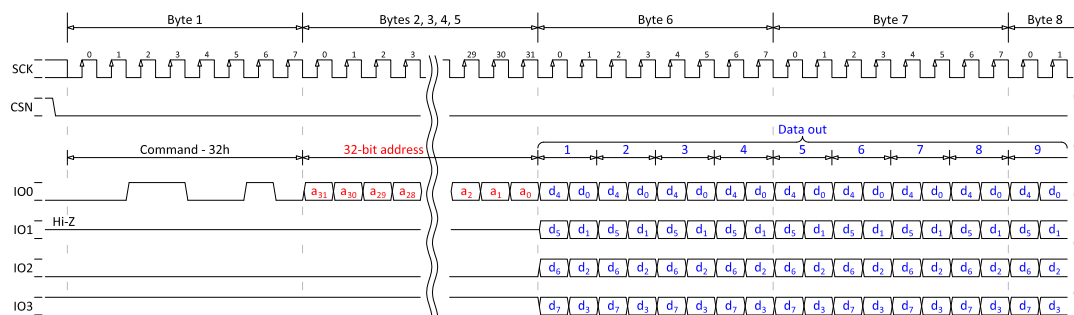 Byte 1 Bytes 2, 3, 4, 5 Byte 6 Byte 7 Byte 8
0 1 2 3 4 5 6 7 0 1 2 3 29 30 31 0 1 2 3 4 5 6 7 0 1 2 3 4 5 6 7 0 1
SCK
CSN
Data out
Command - 32h 32-bit address 1 2 3 4 5 6 7 8 9
IO0 a31 a30 a29 a28 a2 a1 a0 d4 d0 d4 d0 d4 d0 d4 d0 d4 d0 d4 d0 d4 d0 d4 d0 d4 d0
IO1 Hi-Z d5 d1 d5 d1 d5 d1 d5 d1 d5 d1 d5 d1 d5 d1 d5 d1 d5 d1
IO2 d6 d2 d6 d2 d6 d2 d6 d2 d6 d2 d6 d2 d6 d2 d6 d2 d6 d2
IO3 d7 d3 d7 d3 d7 d3 d7 d3 d7 d3 d7 d3 d7 d3 d7 d3 d7 d3